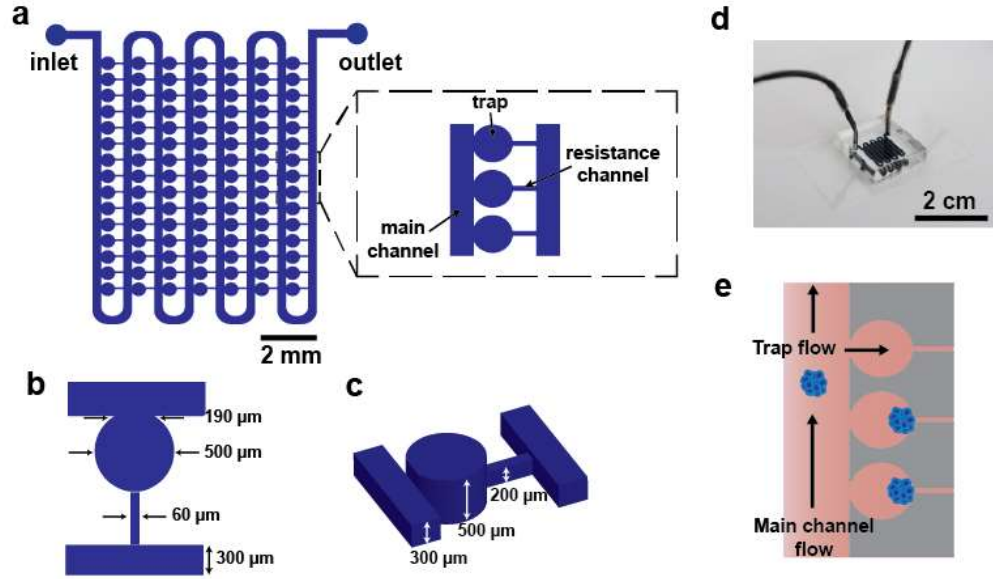 a
inlet
outlet
2 mm
trap
resistance
channel
main
channel
b
190 µm
500 µm
60 µm
300 µm
c
200 µm
500 µm
300 µm
d
2 cm
e
Trap flow
Main channel
flow